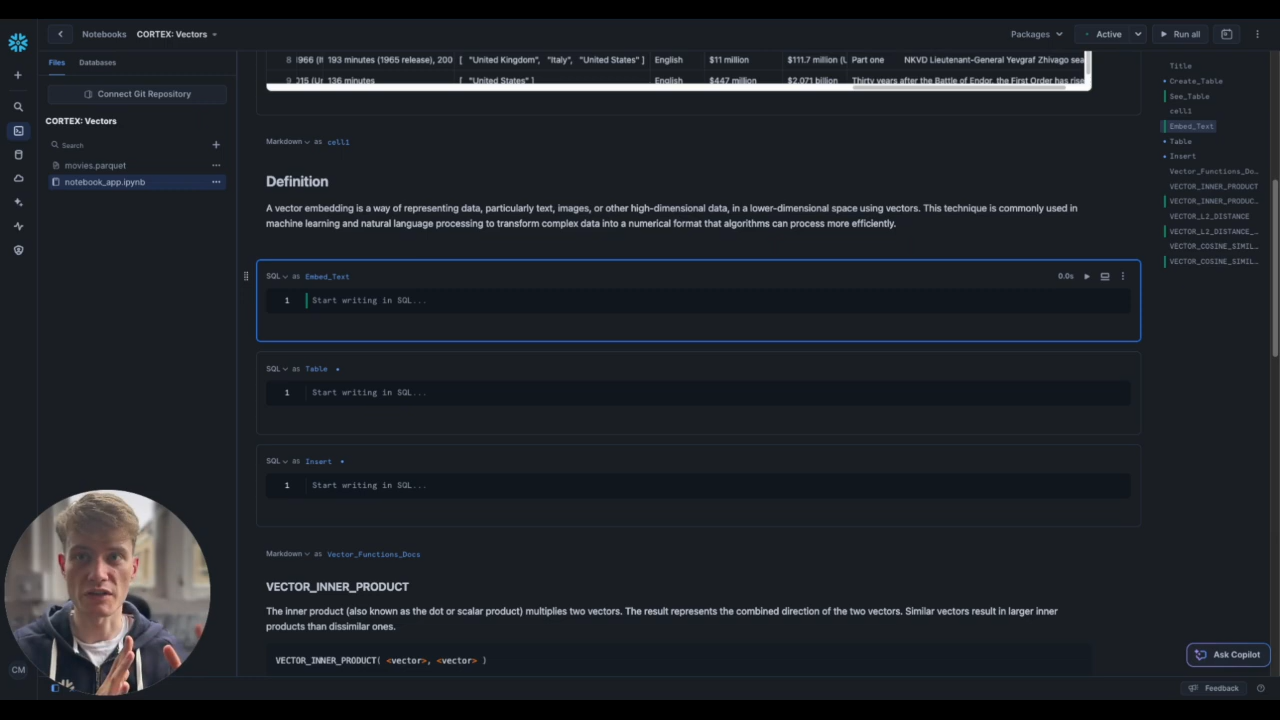 Notebooks CORTEX: Vectors
Packages Active Run all
Files Databases
Connect Git Repository
CORTEX: Vectors
Search
movies.parquet
notebook_app.ipynb
8 193 minutes (1965 release), 200 [ "United Kingdom", "Italy", "United States" ] English $11 million $111.7 million (U Part one NKVD Lieutenant-General Yevgraf Zhivago sea
9 136 minutes [ "United States" ] English $447 million $2.071 billion Thirty years after the Battle of Endor, the First Order has rise
Markdown as cell1
Definition
A vector embedding is a way of representing data, particularly text, images, or other high-dimensional data, in a lower-dimensional space using vectors. This technique is commonly used in
machine learning and natural language processing to transform complex data into a numerical format that algorithms can process more efficiently.
SQL as Embed_Text 0.0s
1 Start writing in SQL...
SQL as Table
1 Start writing in SQL...
SQL as Insert
1 Start writing in SQL...
Markdown as Vector_Functions_Docs
VECTOR_INNER_PRODUCT
The inner product (also known as the dot or scalar product) multiplies two vectors. The result represents the combined direction of the two vectors. Similar vectors result in larger inner
products than dissimilar ones.
VECTOR_INNER_PRODUCT( <vector>, <vector> )
Title
Create_Table
See_Table
cell1
Embed_Text
Table
Insert
Vector_Functions_Do…
VECTOR_INNER_PRODUCT
VECTOR_INNER_PRODUC…
VECTOR_L2_DISTANCE
VECTOR_L2_DISTANCE_…
VECTOR_COSINE_SIMIL…
VECTOR_COSINE_SIMIL…
Ask Copilot
CM
Feedback